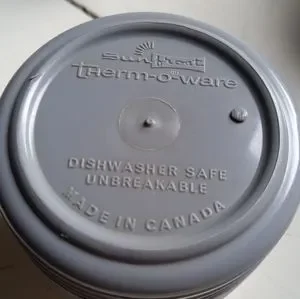 Sunfrost
Therm-o-ware
DISHWASHER SAFE
UNBREAKABLE
MADE IN CANADA